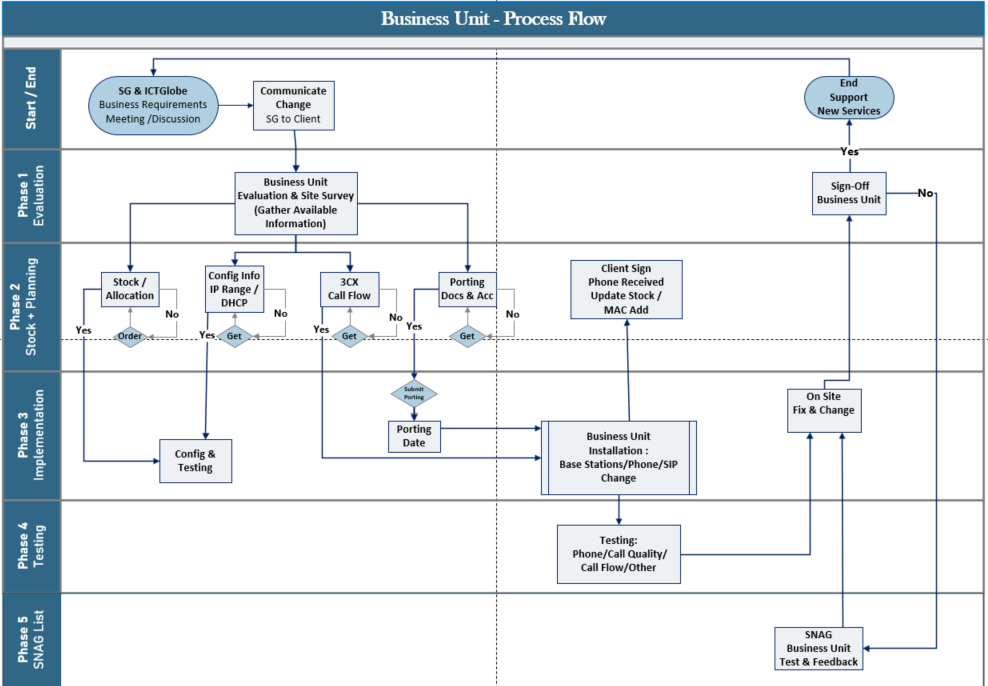 Business Unit - Process Flow
Start / End
SG & ICTGlobe
Business Requirements
Meeting /Discussion
Communicate
Change
SG to Client
End
Support
New Services
Yes
Phase 1
Evaluation
Business Unit
Evaluation & Site Survey
(Gather Available
Information)
Sign-Off
Business Unit
No
Phase 2
Stock + Planning
Stock /
Allocation
No
Yes
Order
Config Info
IP Range /
DHCP
No
Yes
Get
3CX
Call Flow
No
Yes
Get
Porting
Docs & Acc
No
Yes
Get
Client Sign
Phone Received
Update Stock /
MAC Add
Phase 3
Implementation
Config &
Testing
Submit
Porting
Porting
Date
Business Unit
Installation :
Base Stations/Phone/SIP
Change
On Site
Fix & Change
Phase 4
Testing
Testing:
Phone/Call Quality/
Call Flow/Other
Phase 5
SNAG List
SNAG
Business Unit
Test & Feedback